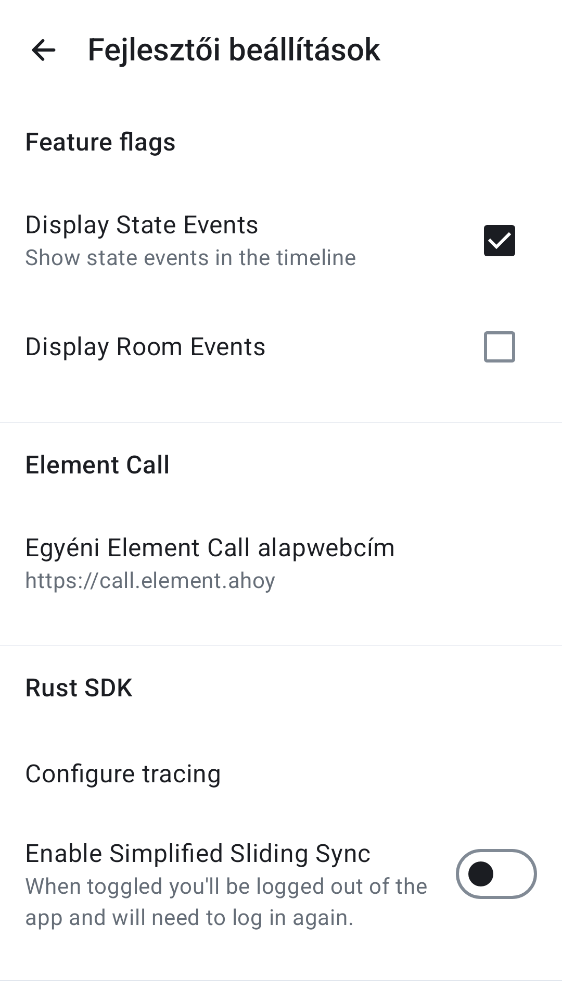 Fejlesztői beállítások
Feature flags
Display State Events
Show state events in the timeline
Display Room Events
Element Call
Egyéni Element Call alapwebcím
https://call.element.ahoy
Rust SDK
Configure tracing
Enable Simplified Sliding Sync
When toggled you'll be logged out of the
app and will need to log in again.